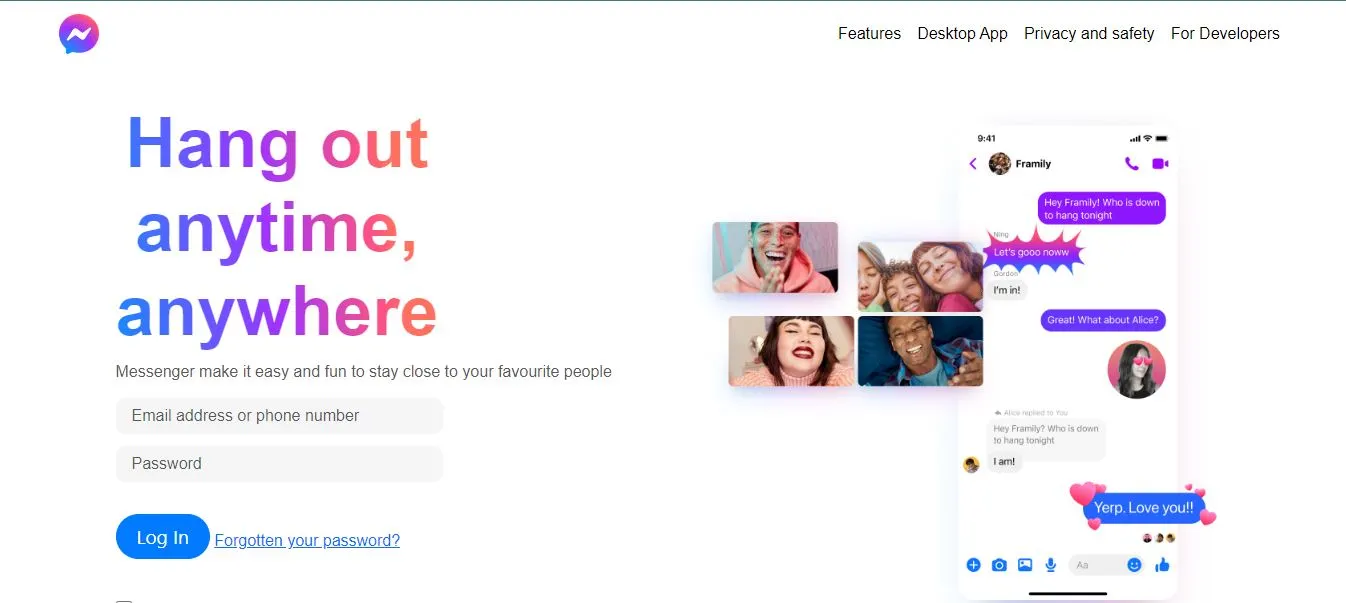 Features Desktop App Privacy and safety For Developers
Hang out
anytime,
anywhere
Messenger make it easy and fun to stay close to your favourite people
Email address or phone number
Password
Log In Forgotten your password?
9:41
Framily
Hey Framily! Who is down
to hang tonight
Ning
Let's gooo noww
Gordon
I'm in!
Great! What about Alice?
Alice replied to You
Hey Framily? Who is down
to hang tonight
I am!
Yerp. Love you!!
Aa